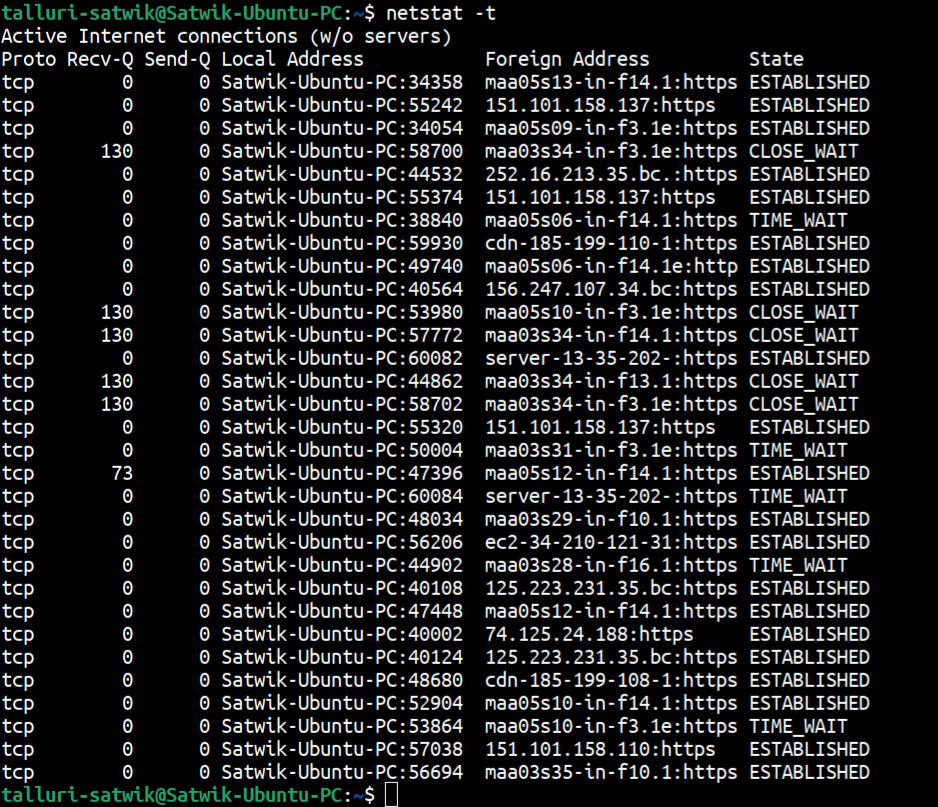 talluri-satwik@Satwik-Ubuntu-PC:~$ netstat -t
Active Internet connections (w/o servers)
Proto Recv-Q Send-Q Local Address           Foreign Address         State
tcp        0      0 Satwik-Ubuntu-PC:34358  maa05s13-in-f14.1:https ESTABLISHED
tcp        0      0 Satwik-Ubuntu-PC:55242  151.101.158.137:https   ESTABLISHED
tcp        0      0 Satwik-Ubuntu-PC:34054  maa05s09-in-f3.1e:https ESTABLISHED
tcp      130      0 Satwik-Ubuntu-PC:58700  maa03s34-in-f3.1e:https CLOSE_WAIT
tcp        0      0 Satwik-Ubuntu-PC:44532  252.16.213.35.bc.:https ESTABLISHED
tcp        0      0 Satwik-Ubuntu-PC:55374  151.101.158.137:https   ESTABLISHED
tcp        0      0 Satwik-Ubuntu-PC:38840  maa05s06-in-f14.1:https TIME_WAIT
tcp        0      0 Satwik-Ubuntu-PC:59930  cdn-185-199-110-1:https ESTABLISHED
tcp        0      0 Satwik-Ubuntu-PC:49740  maa05s06-in-f14.1e:http ESTABLISHED
tcp        0      0 Satwik-Ubuntu-PC:40564  156.247.107.34.bc:https ESTABLISHED
tcp      130      0 Satwik-Ubuntu-PC:53980  maa05s10-in-f3.1e:https CLOSE_WAIT
tcp      130      0 Satwik-Ubuntu-PC:57772  maa03s34-in-f14.1:https CLOSE_WAIT
tcp        0      0 Satwik-Ubuntu-PC:60082  server-13-35-202-:https ESTABLISHED
tcp      130      0 Satwik-Ubuntu-PC:44862  maa03s34-in-f13.1:https CLOSE_WAIT
tcp      130      0 Satwik-Ubuntu-PC:58702  maa03s34-in-f3.1e:https CLOSE_WAIT
tcp        0      0 Satwik-Ubuntu-PC:55320  151.101.158.137:https   ESTABLISHED
tcp        0      0 Satwik-Ubuntu-PC:50004  maa03s31-in-f3.1e:https TIME_WAIT
tcp       73      0 Satwik-Ubuntu-PC:47396  maa05s12-in-f14.1:https ESTABLISHED
tcp        0      0 Satwik-Ubuntu-PC:60084  server-13-35-202-:https TIME_WAIT
tcp        0      0 Satwik-Ubuntu-PC:48034  maa03s29-in-f10.1:https ESTABLISHED
tcp        0      0 Satwik-Ubuntu-PC:56206  ec2-34-210-121-31:https ESTABLISHED
tcp        0      0 Satwik-Ubuntu-PC:44902  maa03s28-in-f16.1:https TIME_WAIT
tcp        0      0 Satwik-Ubuntu-PC:40108  125.223.231.35.bc:https ESTABLISHED
tcp        0      0 Satwik-Ubuntu-PC:47448  maa05s12-in-f14.1:https ESTABLISHED
tcp        0      0 Satwik-Ubuntu-PC:40002  74.125.24.188:https     ESTABLISHED
tcp        0      0 Satwik-Ubuntu-PC:40124  125.223.231.35.bc:https ESTABLISHED
tcp        0      0 Satwik-Ubuntu-PC:48680  cdn-185-199-108-1:https ESTABLISHED
tcp        0      0 Satwik-Ubuntu-PC:52904  maa05s10-in-f14.1:https ESTABLISHED
tcp        0      0 Satwik-Ubuntu-PC:53864  maa05s10-in-f3.1e:https TIME_WAIT
tcp        0      0 Satwik-Ubuntu-PC:57038  151.101.158.110:https   ESTABLISHED
tcp        0      0 Satwik-Ubuntu-PC:56694  maa03s35-in-f10.1:https ESTABLISHED
talluri-satwik@Satwik-Ubuntu-PC:~$